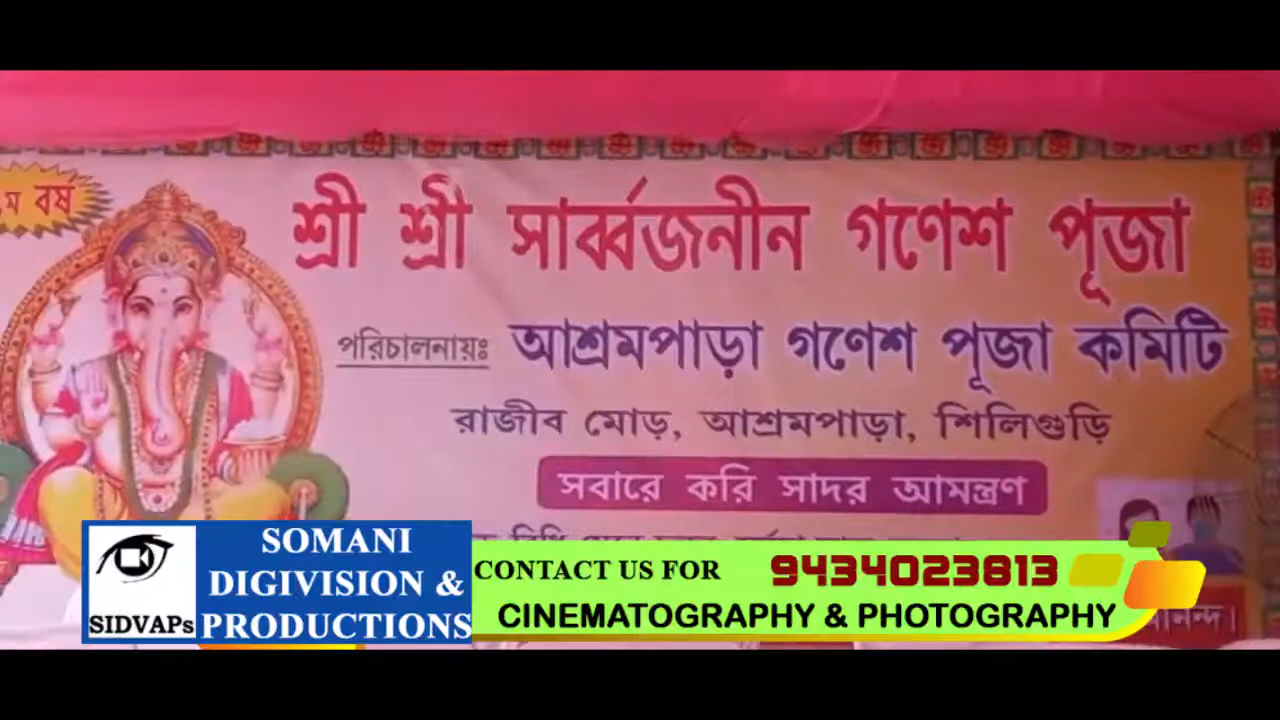 বর্ষ
শ্রী শ্রী সার্ব্বজনীন গণেশ পূজা
পরিচালনায়ঃ আশ্রমপাড়া গণেশ পূজা কমিটি
রাজীব মোড়, আশ্রমপাড়া, শিলিগুড়ি
সবারে করি সাদর আমন্ত্রণ
SIDVAPs
SOMANI
DIGIVISION &
PRODUCTIONS
CONTACT US FOR 9434023813
CINEMATOGRAPHY & PHOTOGRAPHY